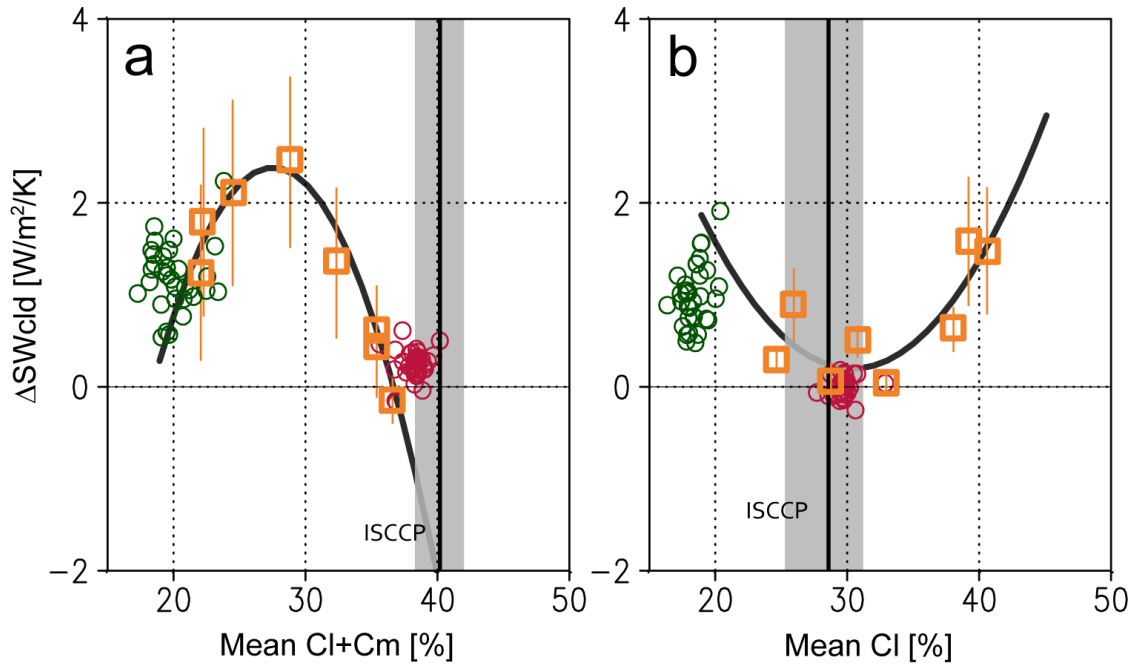 a
b
4
2
0
−2
ΔSWcld [W/m²/K]
ISCCP
20 30 40 50
Mean Cl+Cm [%]
4
2
0
−2
ISCCP
20 30 40 50
Mean Cl [%]